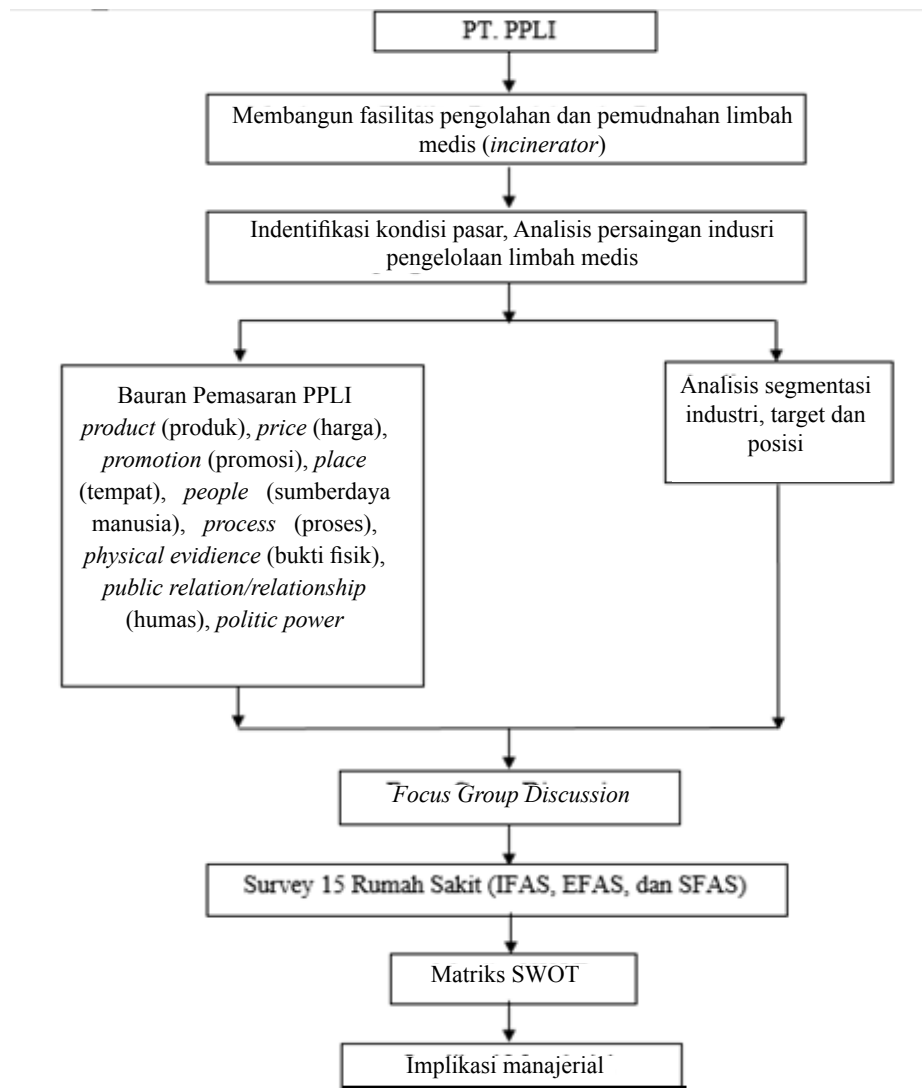 PT. PPLI
Membangun fasilitas pengolahan dan pemudnahan limbah
medis (incinerator)
Indentifikasi kondisi pasar, Analisis persaingan indusri
pengelolaan limbah medis
Bauran Pemasaran PPLI
product (produk), price (harga),
promotion (promosi), place
(tempat), people (sumberdaya
manusia), process (proses),
physical evidience (bukti fisik),
public relation/relationship
(humas), politic power
Analisis segmentasi
industri, target dan
posisi
Focus Group Discussion
Survey 15 Rumah Sakit (IFAS, EFAS, dan SFAS)
Matriks SWOT
Implikasi manajerial